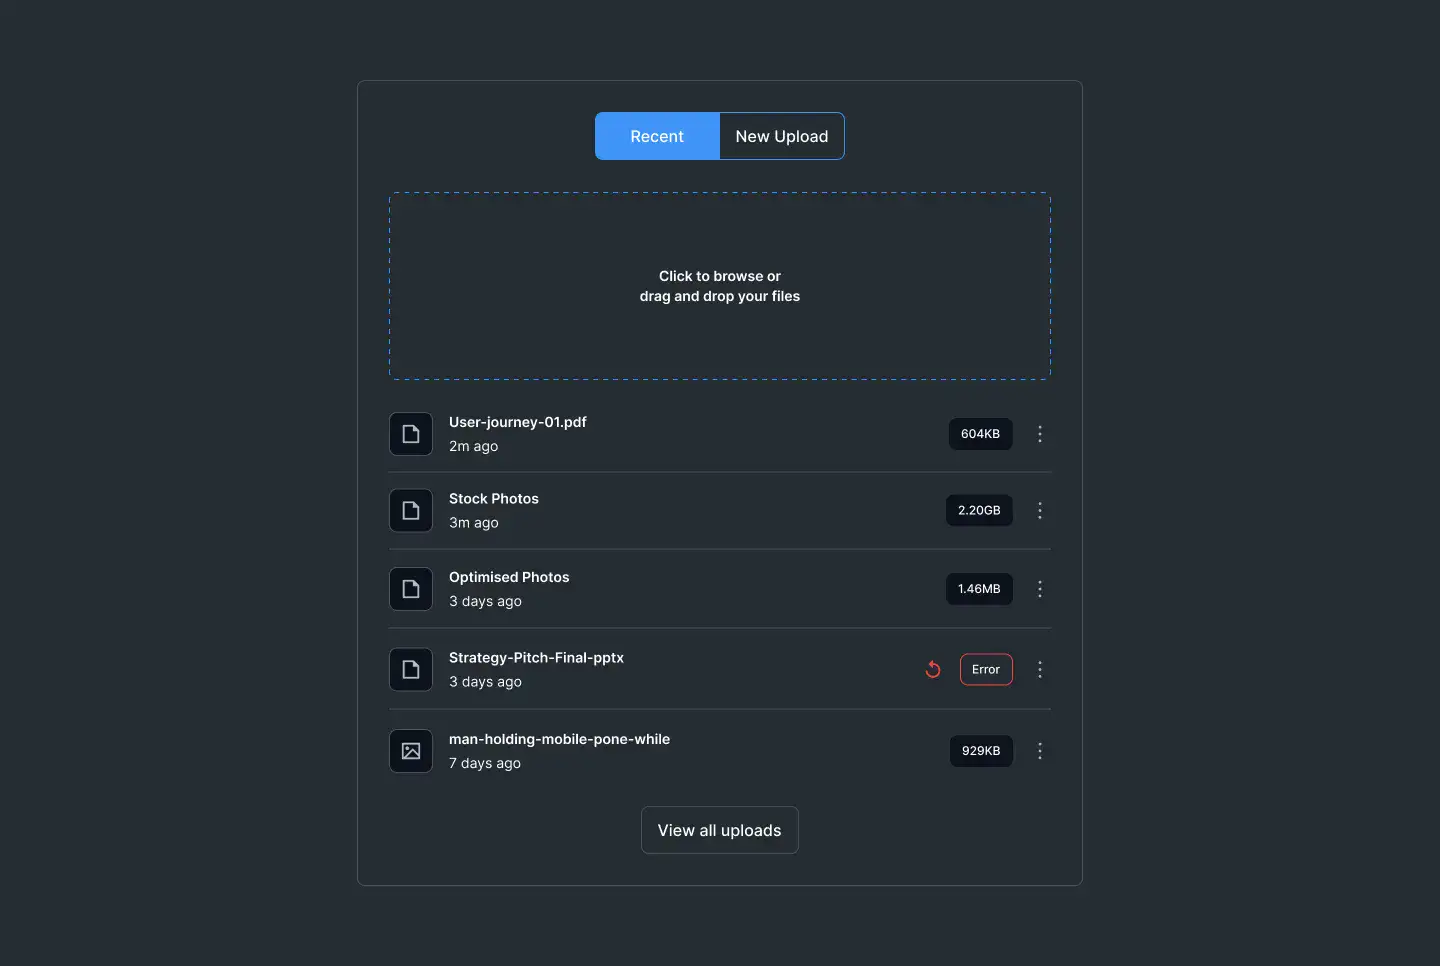 Recent
New Upload
Click to browse or
drag and drop your files
User-journey-01.pdf
2m ago
604KB
Stock Photos
3m ago
2.20GB
Optimised Photos
3 days ago
1.46MB
Strategy-Pitch-Final-pptx
3 days ago
Error
man-holding-mobile-pone-while
7 days ago
929KB
View all uploads